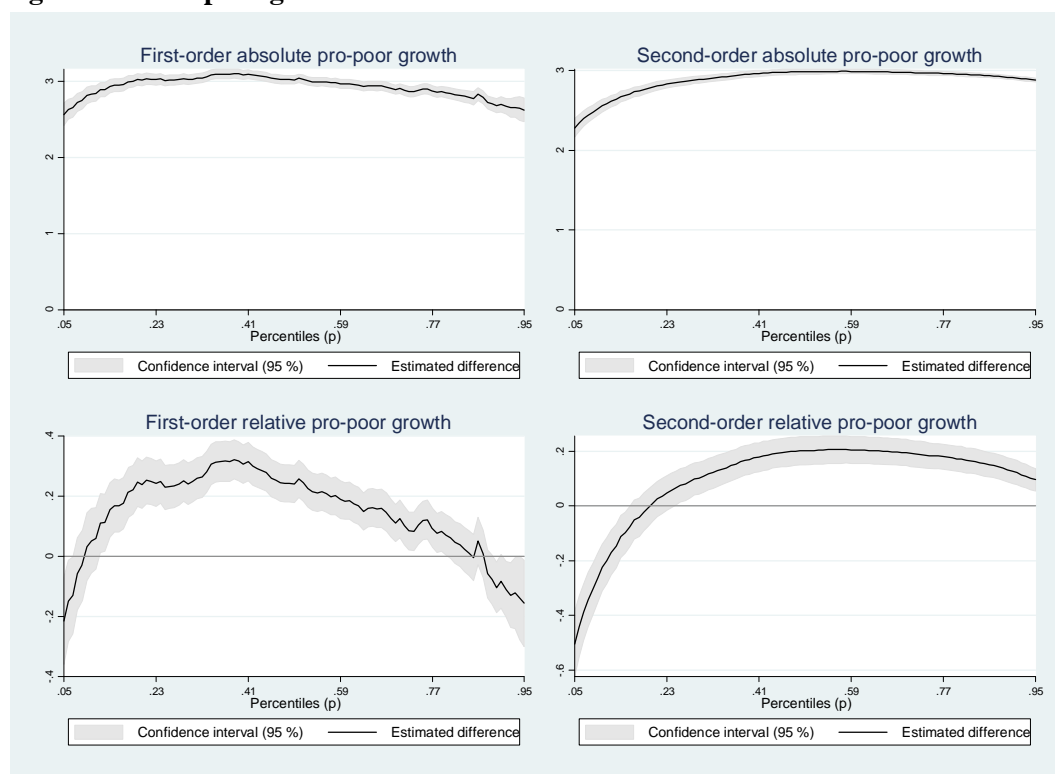 First-order absolute pro-poor growth
3
2
1
0
.05 .23 .41 .59 .77 .95
Percentiles (p)
Confidence interval (95 %) Estimated difference
Second-order absolute pro-poor growth
3
2
1
0
.05 .23 .41 .59 .77 .95
Percentiles (p)
Confidence interval (95 %) Estimated difference
First-order relative pro-poor growth
.4
.2
0
-.2
-.4
.05 .23 .41 .59 .77 .95
Percentiles (p)
Confidence interval (95 %) Estimated difference
Second-order relative pro-poor growth
.2
0
-.2
-.4
-.6
.05 .23 .41 .59 .77 .95
Percentiles (p)
Confidence interval (95 %) Estimated difference